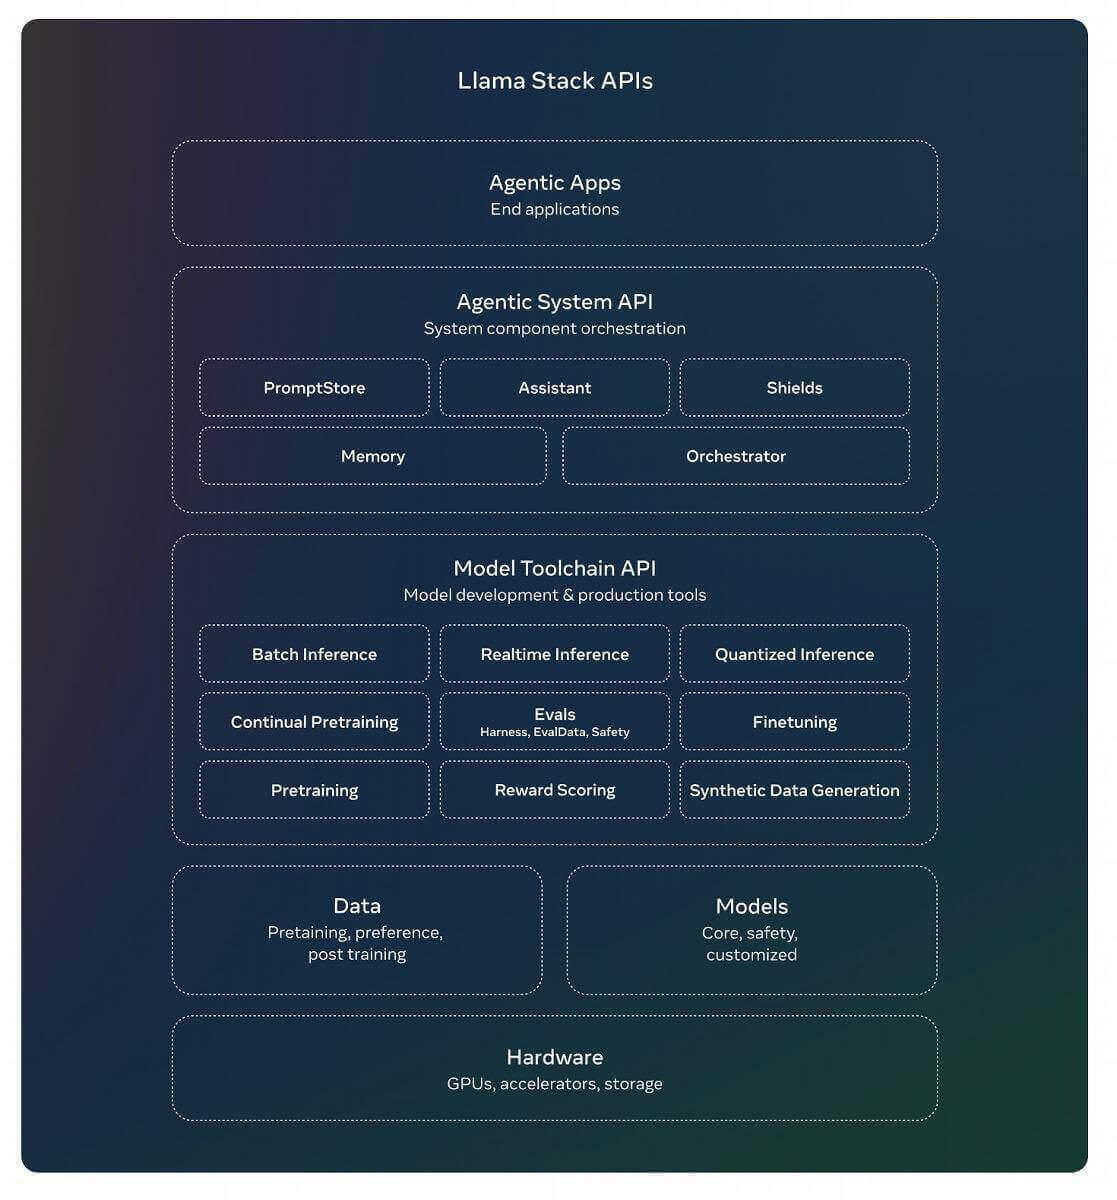 Llama Stack APIs
Agentic Apps
End applications
Agentic System API
System component orchestration
PromptStore
Assistant
Shields
Memory
Orchestrator
Model Toolchain API
Model development & production tools
Batch Inference
Realtime Inference
Quantized Inference
Continual Pretraining
Evals
Harness, EvalData, Safety
Finetuning
Pretraining
Reward Scoring
Synthetic Data Generation
Data
Pretaining, preference,
post training
Models
Core, safety,
customized
Hardware
GPUs, accelerators, storage